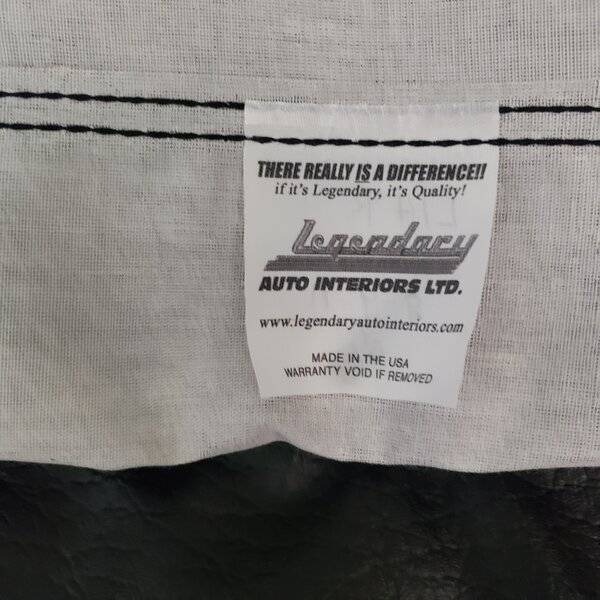 THERE REALLY IS A DIFFERENCE!!
if it's Legendary, it's Quality!
Legendary
AUTO INTERIORS LTD.
www.legendaryautointeriors.com
MADE IN THE USA
WARRANTY VOID IF REMOVED